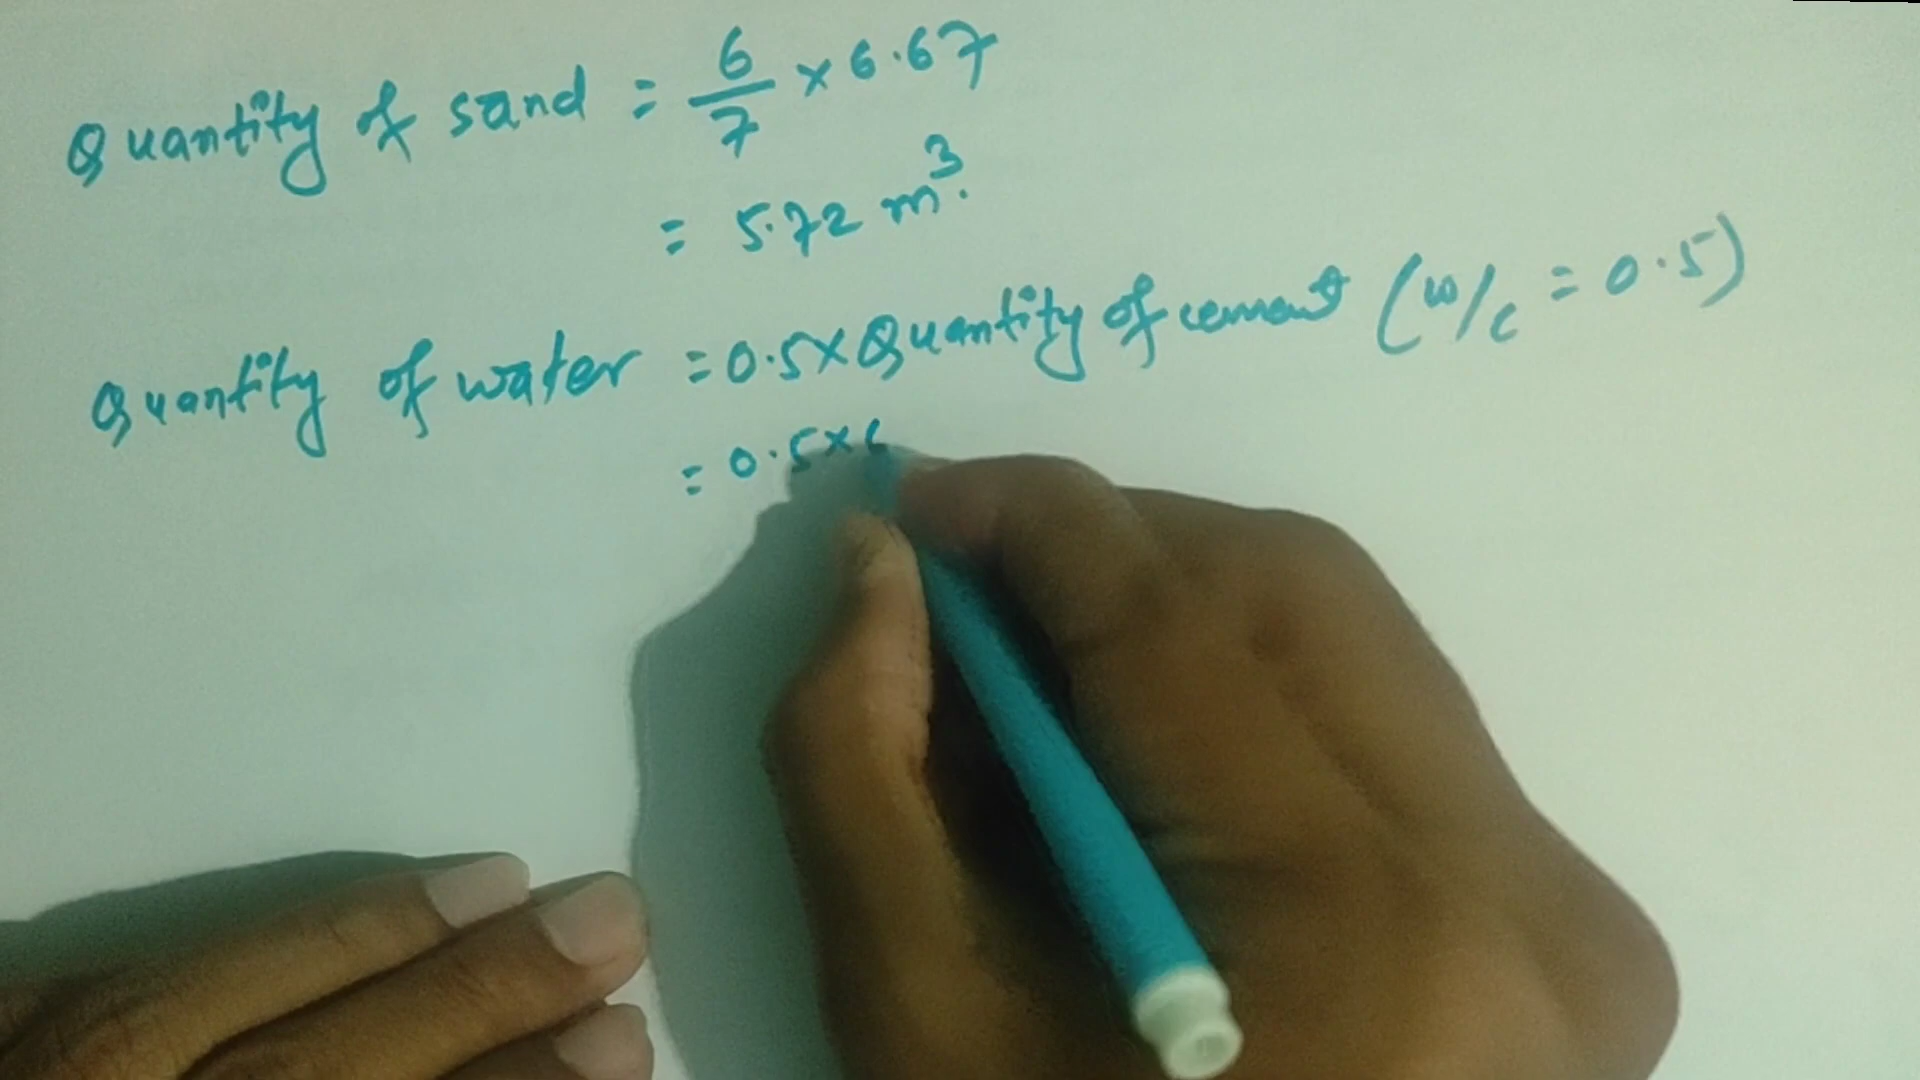 Quantity of sand = 6/7 × 6.67
= 5.72 m³.
Quantity of water = 0.5 × Quantity of cement (w/c = 0.5)
= 0.5 ×